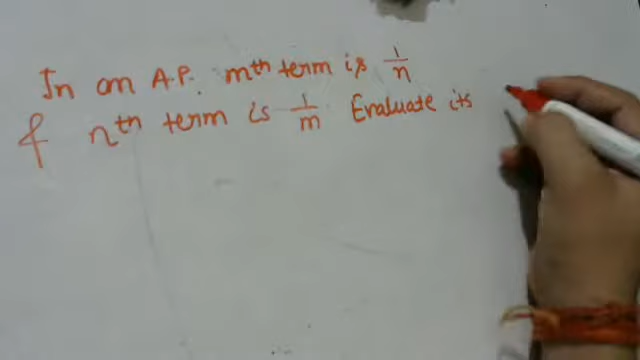 In an A.P. mth term is 1/n
& nth term is 1/m Evaluate its